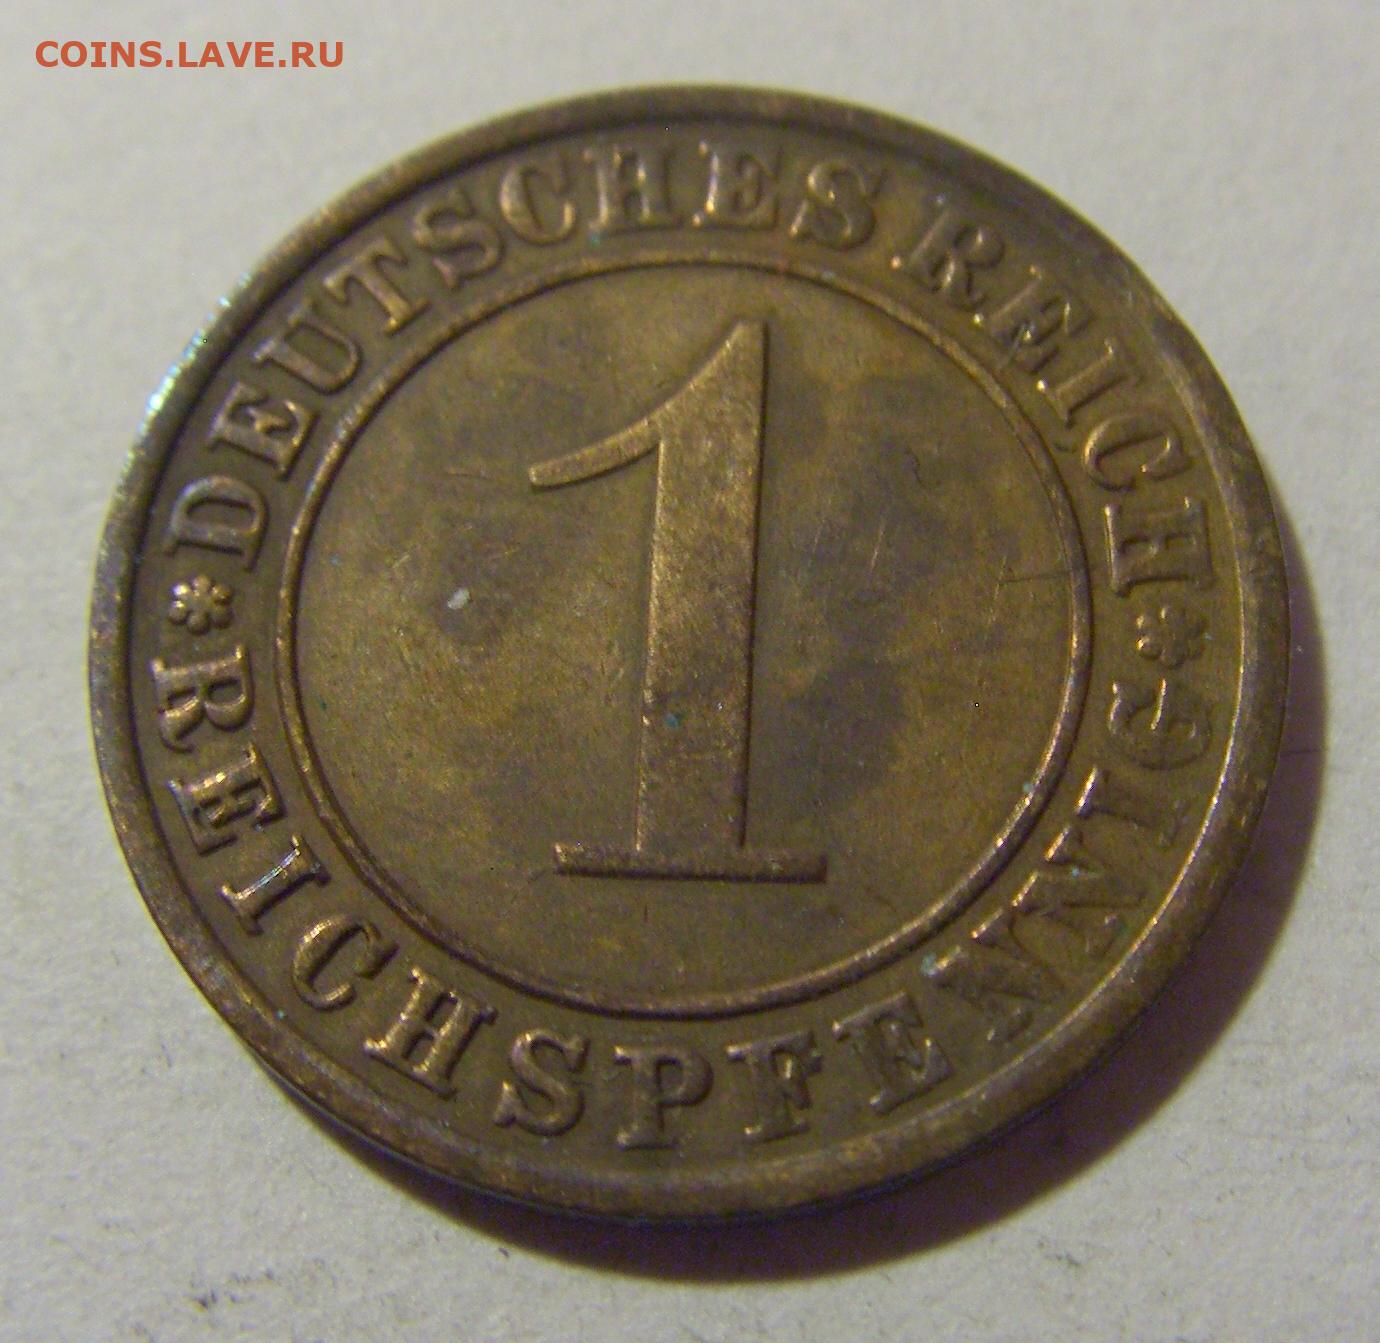 COINS.LAVE.RU
DEUTSCHES REICH
1
REICHSPFENNIG